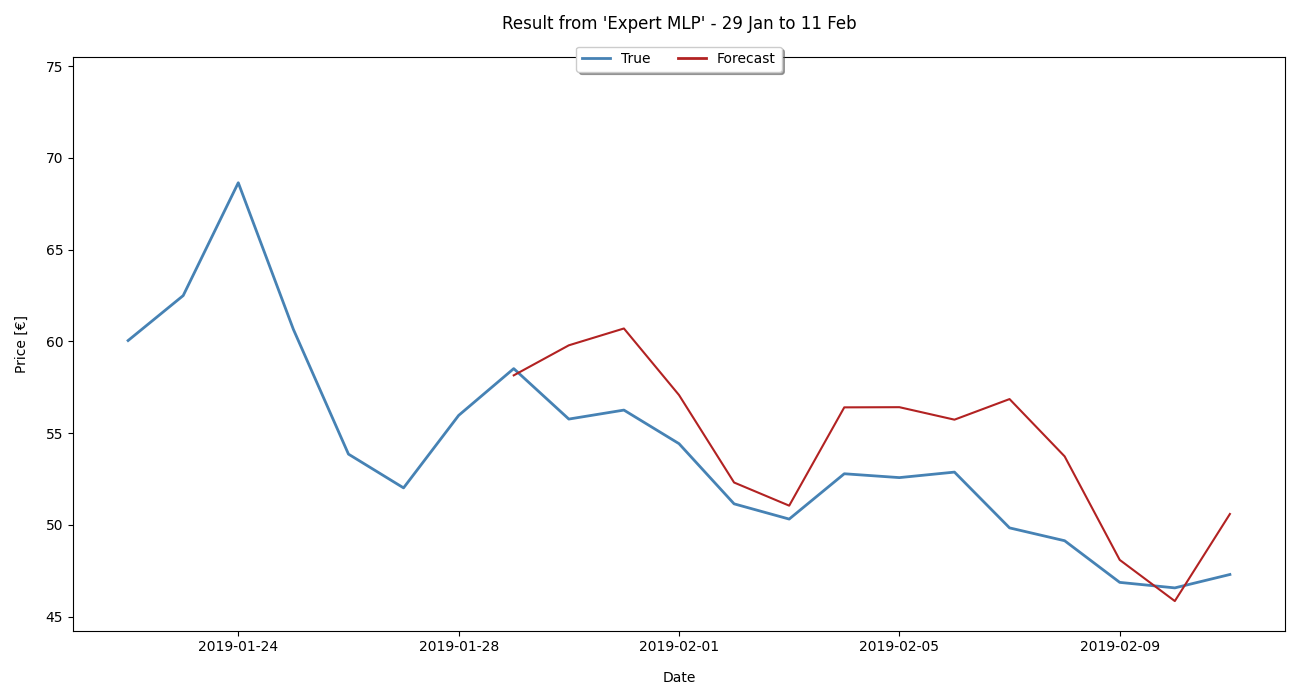 Result from 'Expert MLP' - 29 Jan to 11 Feb
True Forecast
75
70
65
60
55
50
45
Price [€]
2019-01-24 2019-01-28 2019-02-01 2019-02-05 2019-02-09
Date